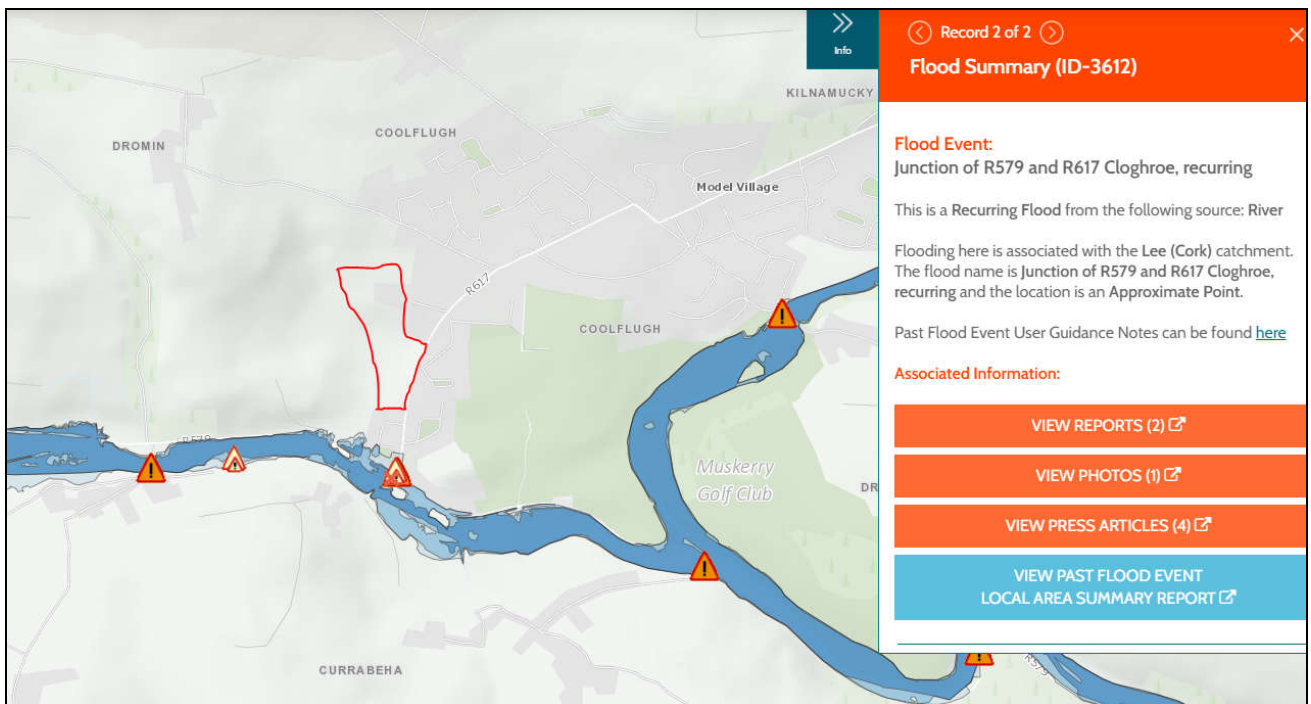 Info
KILNAMUCKY
COOLFLUGH
DROMIN
Model Village
R617
COOLFLUGH
R579
Muskerry
Golf Club
DR
CURRABEHA
R579
Record 2 of 2
Flood Summary (ID-3612)
Flood Event:
Junction of R579 and R617 Cloghroe, recurring
This is a Recurring Flood from the following source: River
Flooding here is associated with the Lee (Cork) catchment.
The flood name is Junction of R579 and R617 Cloghroe,
recurring and the location is an Approximate Point.
Past Flood Event User Guidance Notes can be found here
Associated Information:
VIEW REPORTS (2)
VIEW PHOTOS (1)
VIEW PRESS ARTICLES (4)
VIEW PAST FLOOD EVENT
LOCAL AREA SUMMARY REPORT